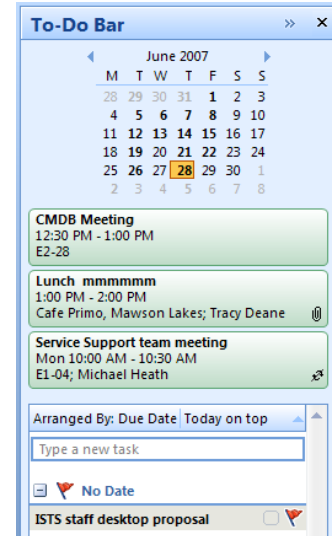 To-Do Bar » ×
June 2007
M T W T F S S
28 29 30 31 1 2 3
4 5 6 7 8 9 10
11 12 13 14 15 16 17
18 19 20 21 22 23 24
25 26 27 28 29 30 1
2 3 4 5 6 7 8
CMDB Meeting
12:30 PM - 1:00 PM
E2-28
Lunch mmmmmm
1:00 PM - 2:00 PM
Cafe Primo, Mawson Lakes; Tracy Deane
Service Support team meeting
Mon 10:00 AM - 10:30 AM
E1-04; Michael Heath
Arranged By: Due Date Today on top
Type a new task
No Date
ISTS staff desktop proposal